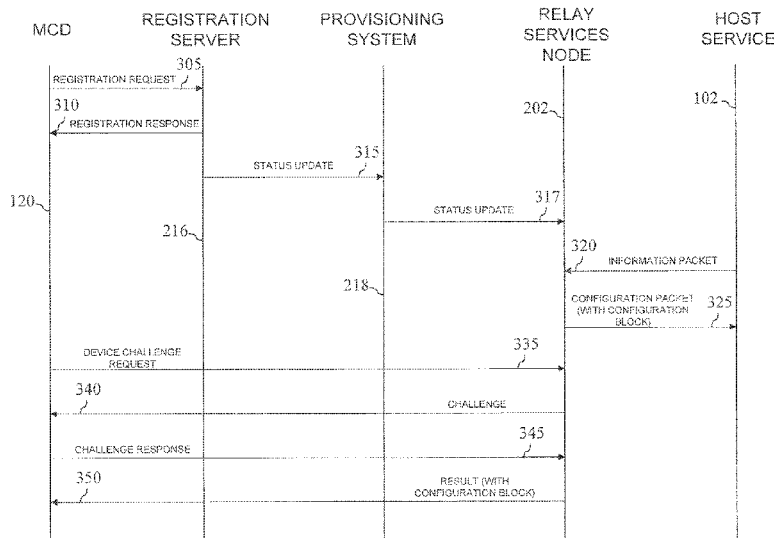 MCD
REGISTRATION
SERVER
PROVISIONING
SYSTEM
RELAY
SERVICES
NODE
HOST
SERVICE
REGISTRATION REQUEST
305
310
REGISTRATION RESPONSE
202
102
STATUS UPDATE
315
120
216
STATUS UPDATE
317
218
320
INFORMATION PACKET
CONFIGURATION PACKET
(WITH CONFIGURATION
BLOCK)
325
DEVICE CHALLENGE
REQUEST
335
340
CHALLENGE
CHALLENGE RESPONSE
345
350
RESULT (WITH
CONFIGURATION BLOCK)